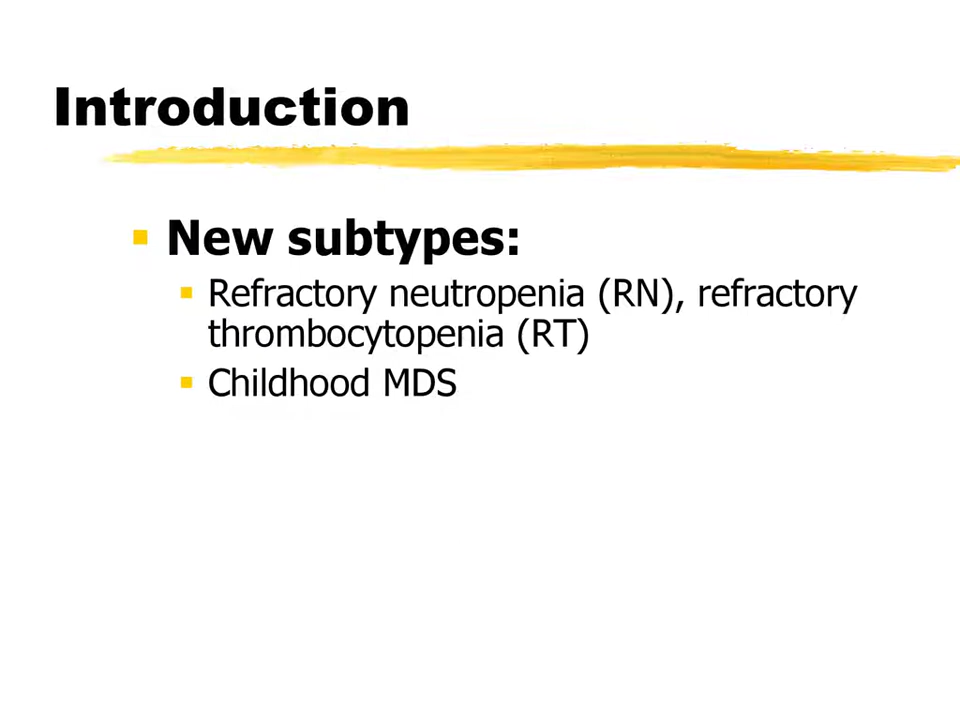 Introduction
New subtypes:
Refractory neutropenia (RN), refractory
thrombocytopenia (RT)
Childhood MDS